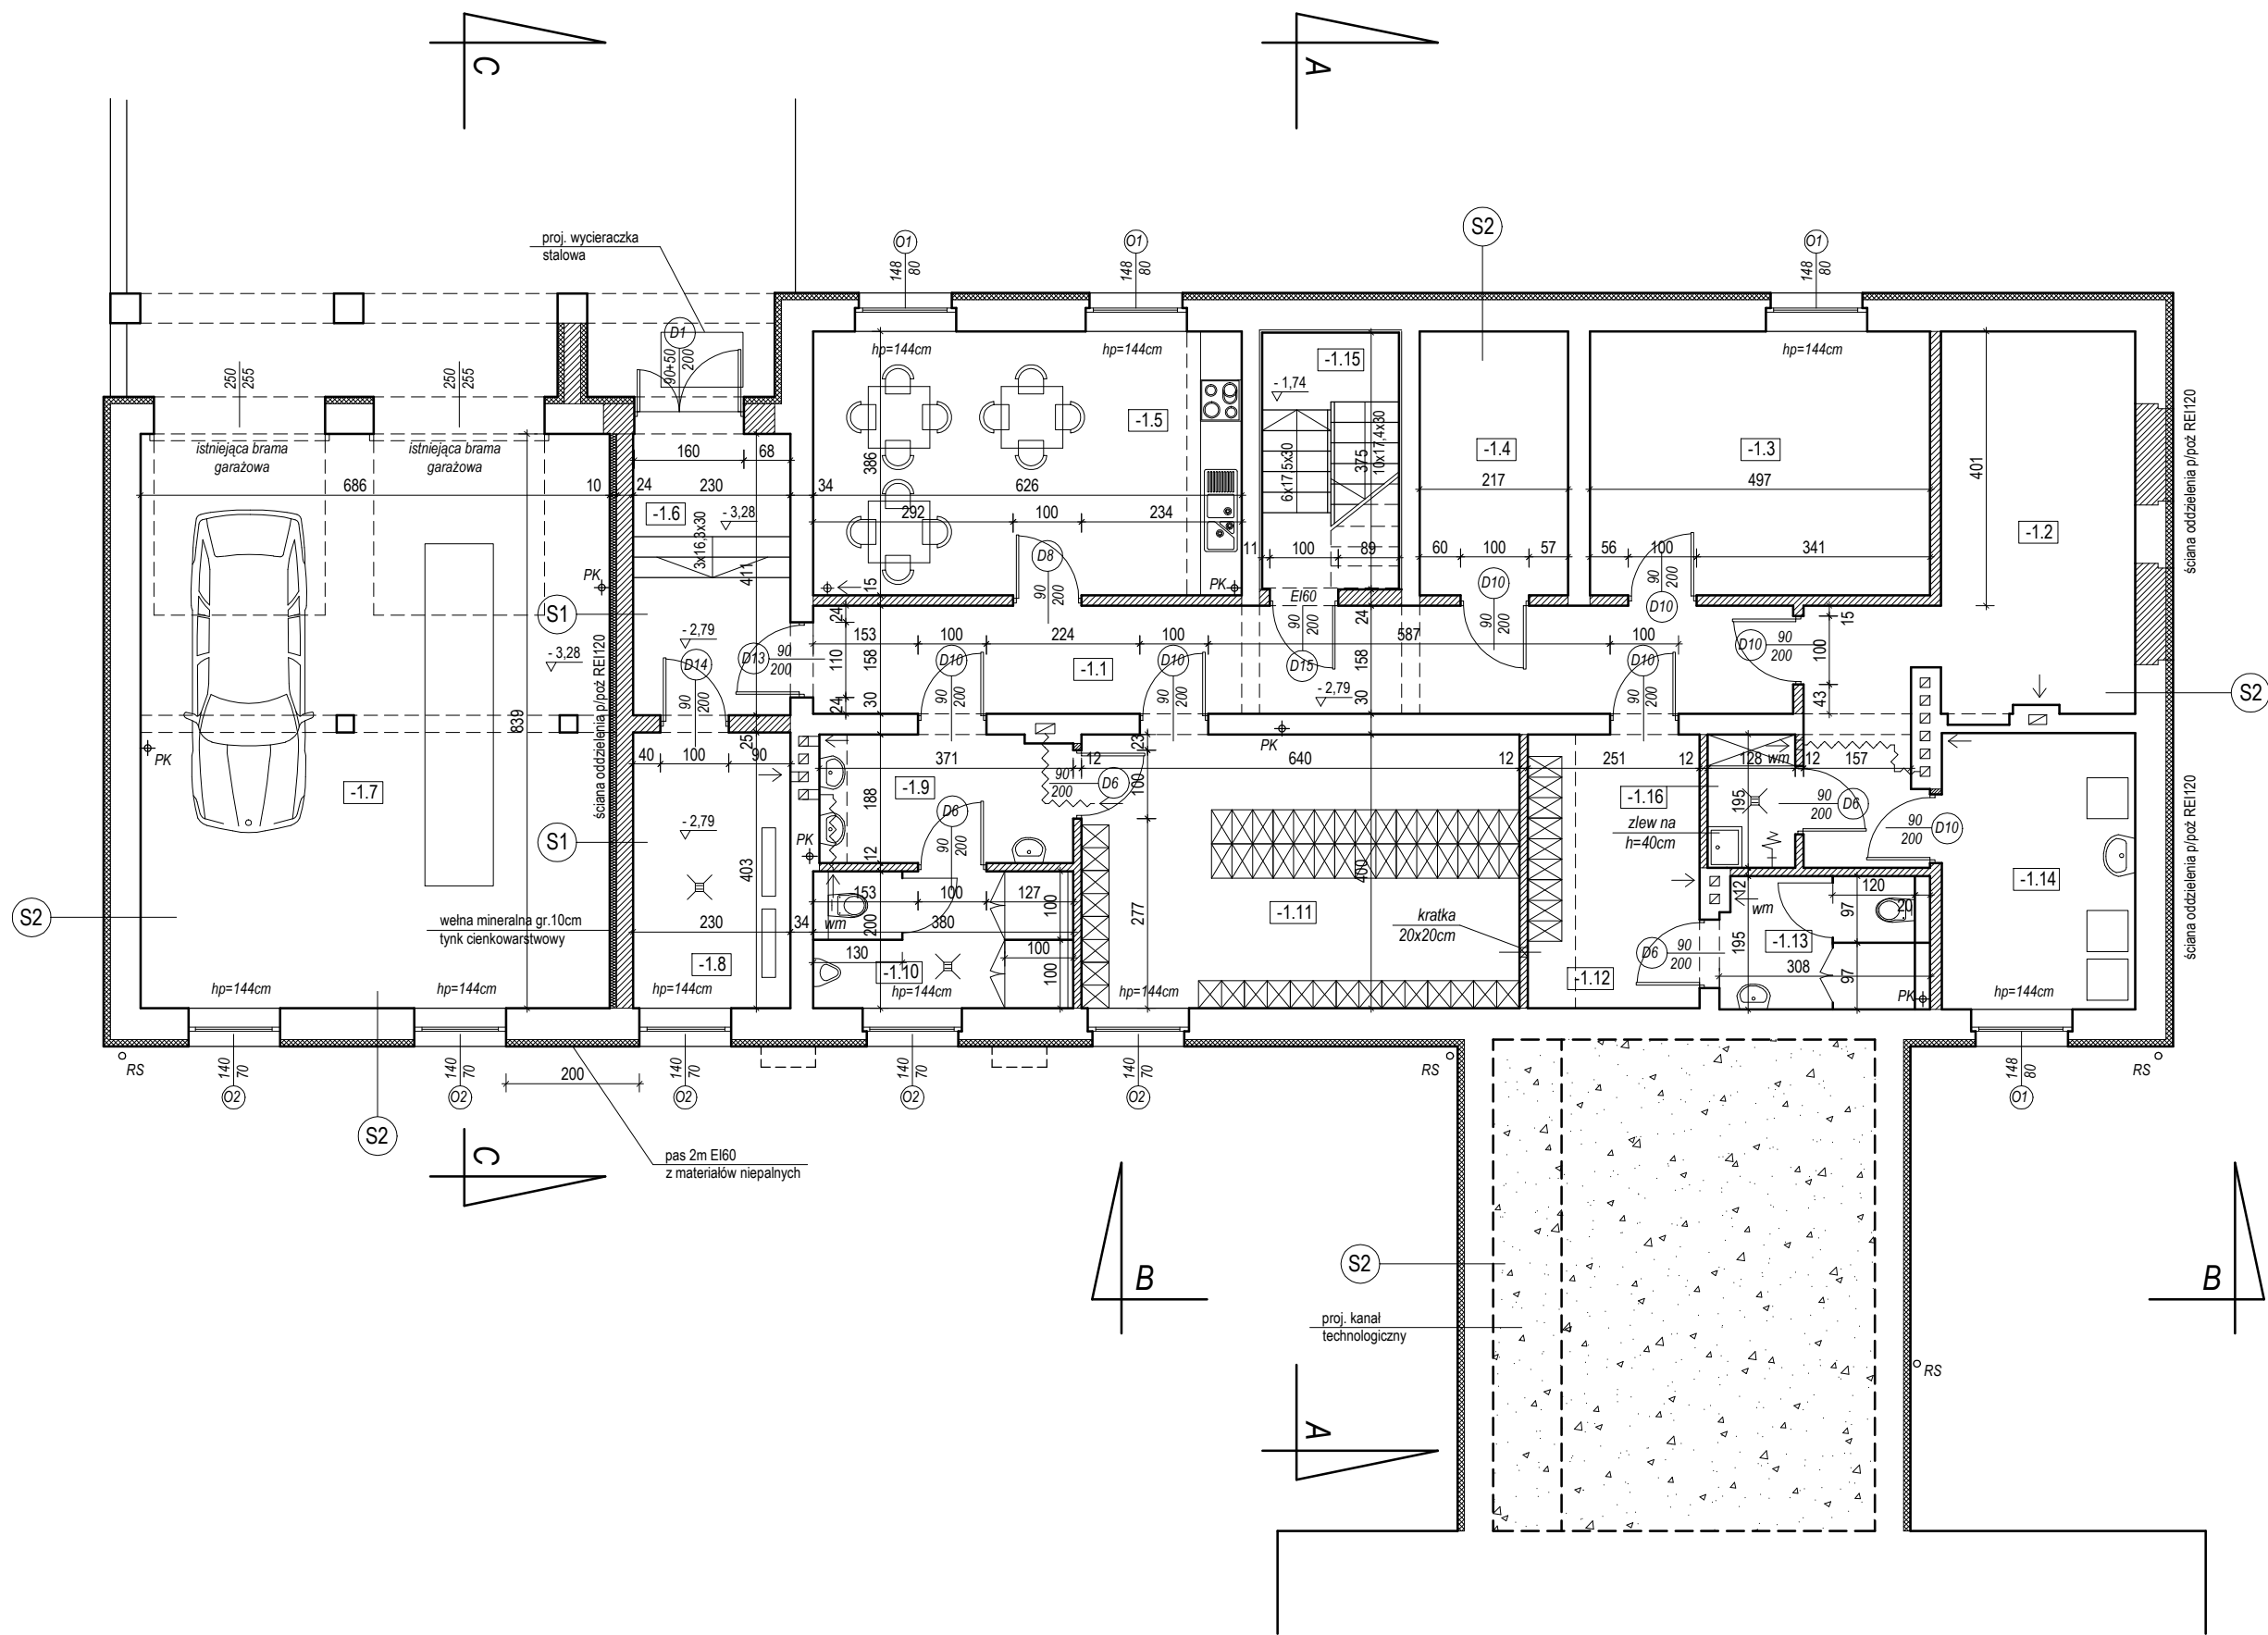 C
A
proj. wycieraczka
stalowa
S2
O1
148
80
O1
148
80
O1
148
80
D1
90+50
200
250
255
250
255
hp=144cm
hp=144cm
hp=144cm
-1.15
- 1,74
-1.5
-1.4
-1.3
-1.2
istniejąca brama
garażowa
istniejąca brama
garażowa
160
68
386
6x17,5x30
375
10x17,4x30
401
ściana oddzielenia p/poż REI120
686
10
24
230
34
626
217
497
-1.6
- 3,28
3x16,3x30
411
292
100
234
11
100
89
60
100
57
56
100
341
D8
90
200
D10
90
200
D10
PK
15
PK
EI60
90
200
90
200
D15
S1
- 2,79
24
110
24
153
100
224
100
24
587
100
15
100
43
- 3,28
ściana oddzielenia p/poż REI120
D14
90
200
D13
90
200
158
30
D10
90
200
-1.1
D10
90
200
158
30
- 2,79
D10
90
200
D10
90
200
S2
839
PK
40
100
90
25
371
12
23
640
12
251
12
128
wm
12
157
PK
-1.7
-1.9
188
90
200
D6
100
-1.16
195
90
200
D6
90
200
D10
- 2,79
D6
90
200
zlew na
h=40cm
S1
PK
12
403
400
ściana oddzielenia p/poż REI120
S2
wełna mineralna gr.10cm
tynk cienkowarstwowy
153
100
127
100
wm
200
380
230
34
277
-1.11
kratka
20x20cm
12
wm
97
120
20
-1.14
-1.8
130
-1.10
100
100
-1.12
D6
90
200
195
-1.13
308
97
PK
hp=144cm
hp=144cm
hp=144cm
hp=144cm
hp=144cm
hp=144cm
RS
140
70
O2
140
70
O2
200
140
70
O2
140
70
O2
140
70
O2
RS
148
80
O1
RS
S2
C
pas 2m EI60
z materiałów niepalnych
B
S2
B
proj. kanał
technologiczny
RS
A